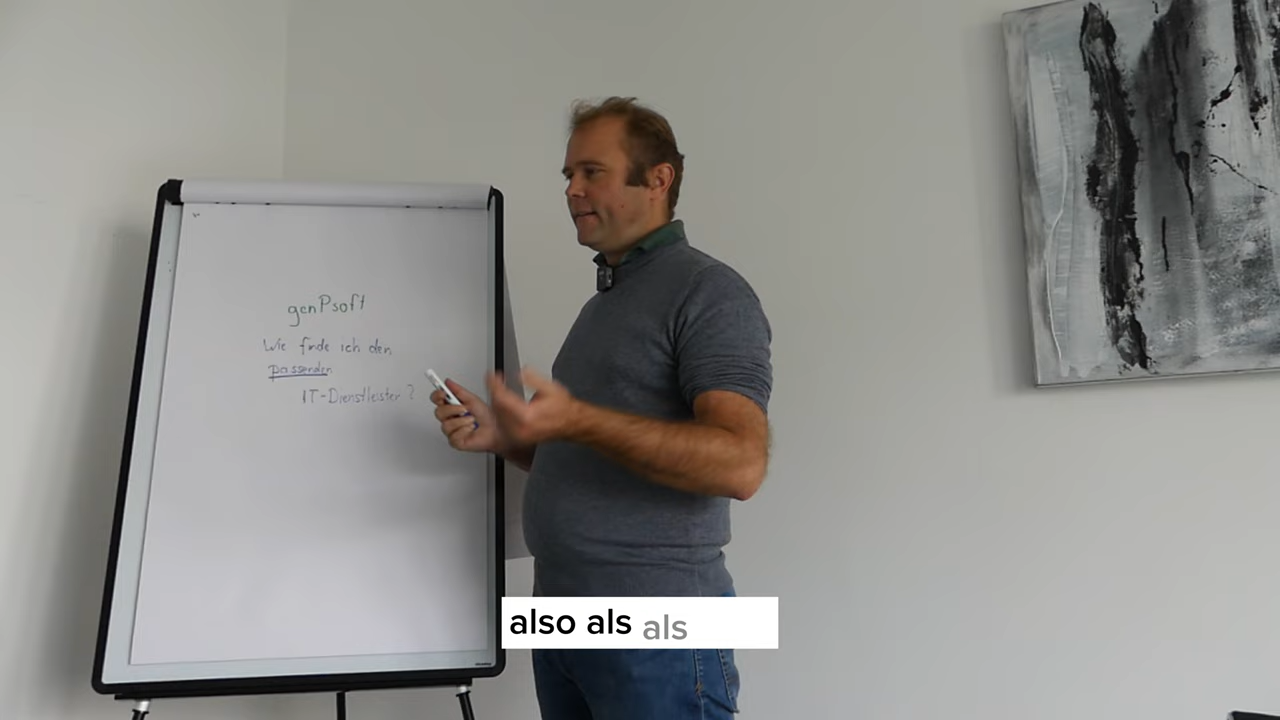 genPsoft
Wie finde ich den
passenden
IT-Dienstleister?
also als als